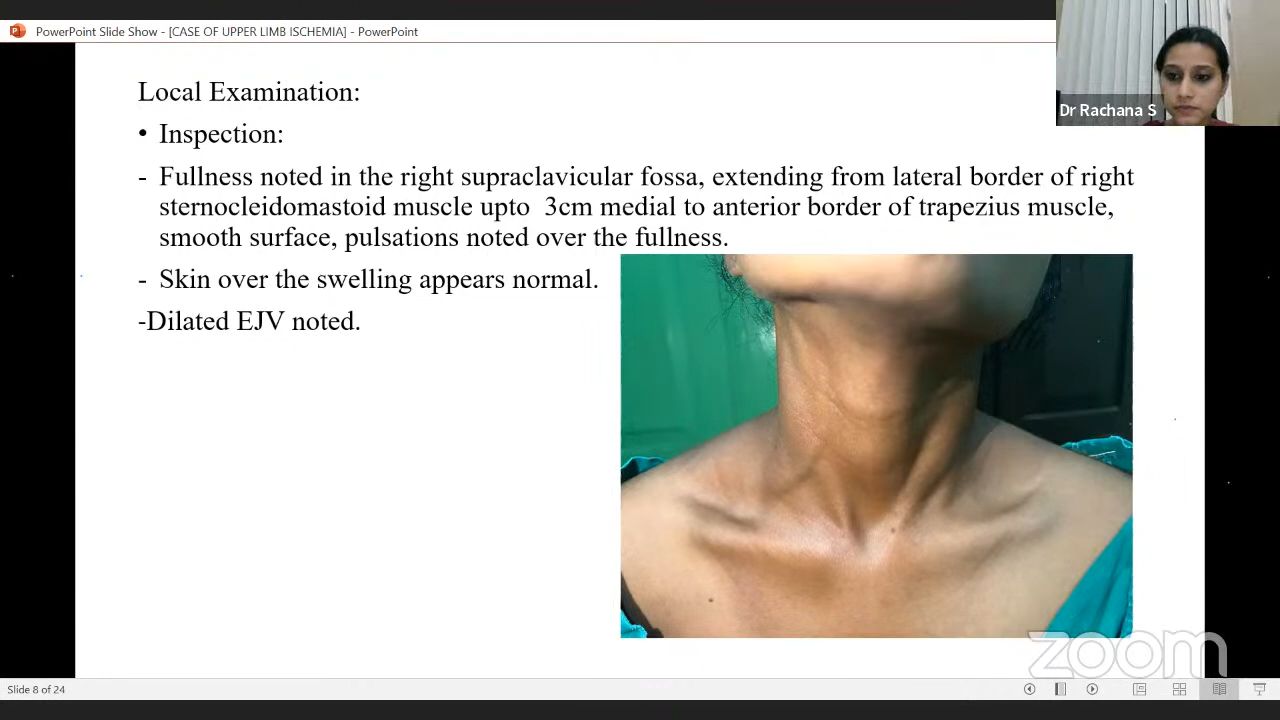 PowerPoint Slide Show - [CASE OF UPPER LIMB ISCHEMIA] - PowerPoint
Dr Rachana S
Local Examination:
• Inspection:
- Fullness noted in the right supraclavicular fossa, extending from lateral border of right
sternocleidomastoid muscle upto 3cm medial to anterior border of trapezius muscle,
smooth surface, pulsations noted over the fullness.
- Skin over the swelling appears normal.
-Dilated EJV noted.
zoom
Slide 8 of 24